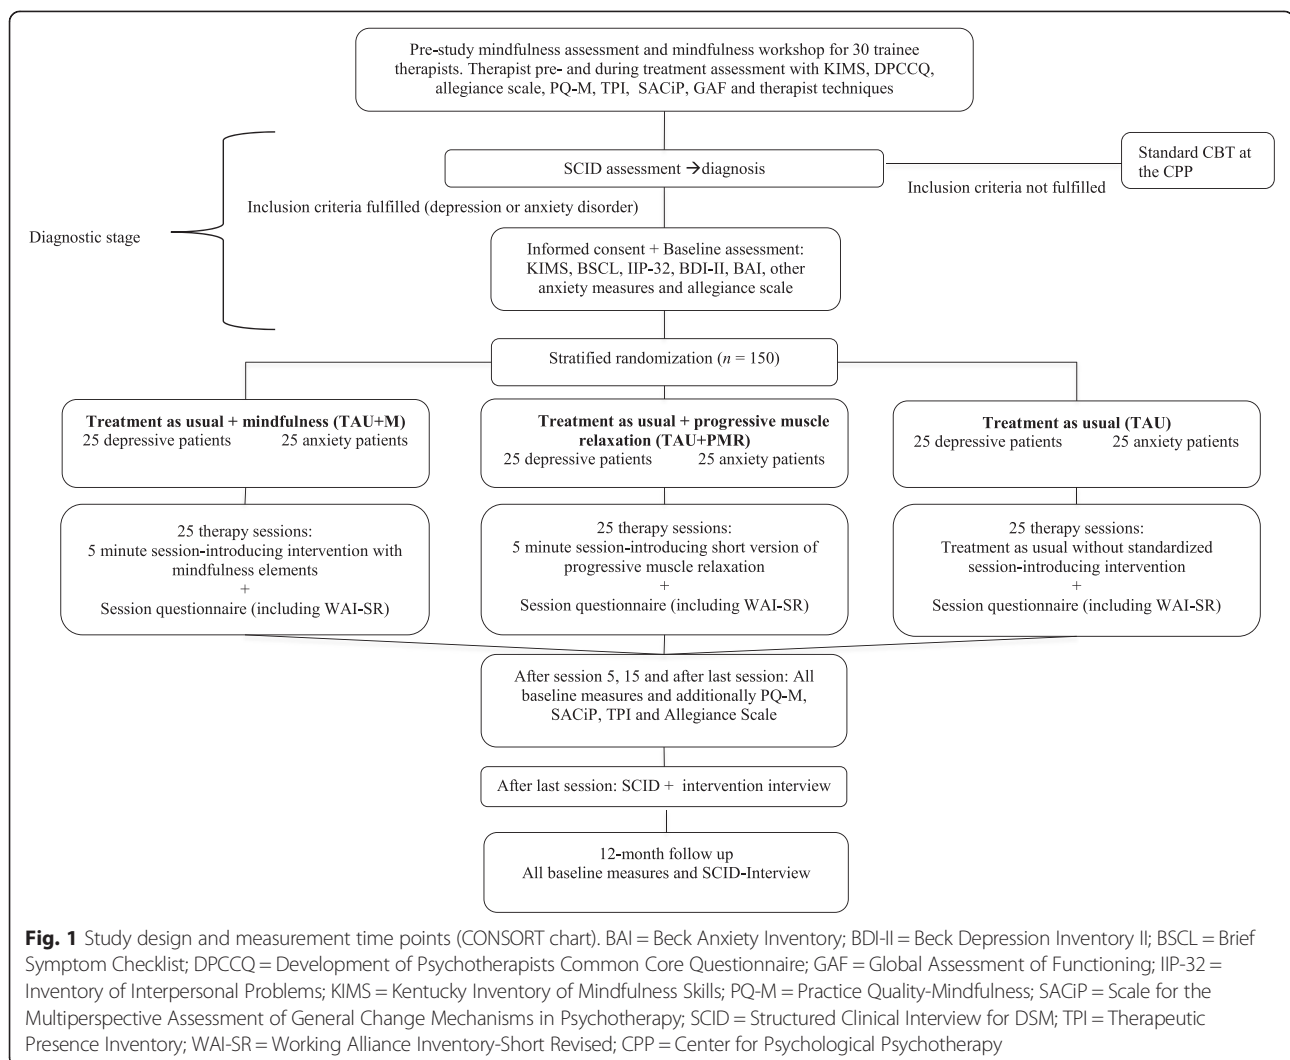 Pre-study mindfulness assessment and mindfulness workshop for 30 trainee
therapists. Therapist pre- and during treatment assessment with KIMS, DPCCQ,
allegiance scale, PQ-M, TPI, SACiP, GAF and therapist techniques
SCID assessment →diagnosis
Standard CBT at
the CPP
Inclusion criteria not fulfilled
Inclusion criteria fulfilled (depression or anxiety disorder)
Diagnostic stage
Informed consent + Baseline assessment:
KIMS, BSCL, IIP-32, BDI-II, BAI, other
anxiety measures and allegiance scale
Stratified randomization (n = 150)
Treatment as usual + mindfulness (TAU+M)
25 depressive patients 25 anxiety patients
Treatment as usual + progressive muscle
relaxation (TAU+PMR)
25 depressive patients 25 anxiety patients
Treatment as usual (TAU)
25 depressive patients 25 anxiety patients
25 therapy sessions:
5 minute session-introducing intervention with
mindfulness elements
+
Session questionnaire (including WAI-SR)
25 therapy sessions:
5 minute session-introducing short version of
progressive muscle relaxation
+
Session questionnaire (including WAI-SR)
25 therapy sessions:
Treatment as usual without standardized
session-introducing intervention
+
Session questionnaire (including WAI-SR)
After session 5, 15 and after last session: All
baseline measures and additionally PQ-M,
SACiP, TPI and Allegiance Scale
After last session: SCID + intervention interview
12-month follow up
All baseline measures and SCID-Interview
Fig. 1 Study design and measurement time points (CONSORT chart). BAI = Beck Anxiety Inventory; BDI-II = Beck Depression Inventory II; BSCL = Brief
Symptom Checklist; DPCCQ = Development of Psychotherapists Common Core Questionnaire; GAF = Global Assessment of Functioning; IIP-32 =
Inventory of Interpersonal Problems; KIMS = Kentucky Inventory of Mindfulness Skills; PQ-M = Practice Quality-Mindfulness; SACiP = Scale for the
Multiperspective Assessment of General Change Mechanisms in Psychotherapy; SCID = Structured Clinical Interview for DSM; TPI = Therapeutic
Presence Inventory; WAI-SR = Working Alliance Inventory-Short Revised; CPP = Center for Psychological Psychotherapy